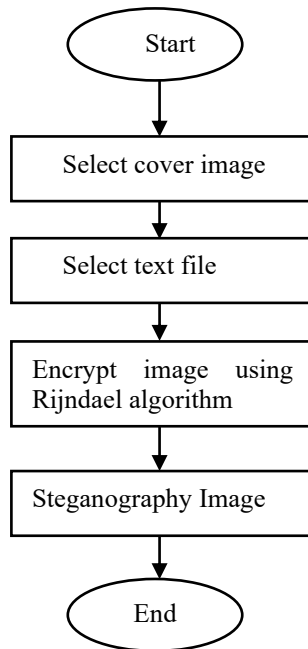 Start
Select cover image
Select text file
Encrypt image using
Rijndael algorithm
Steganography Image
End